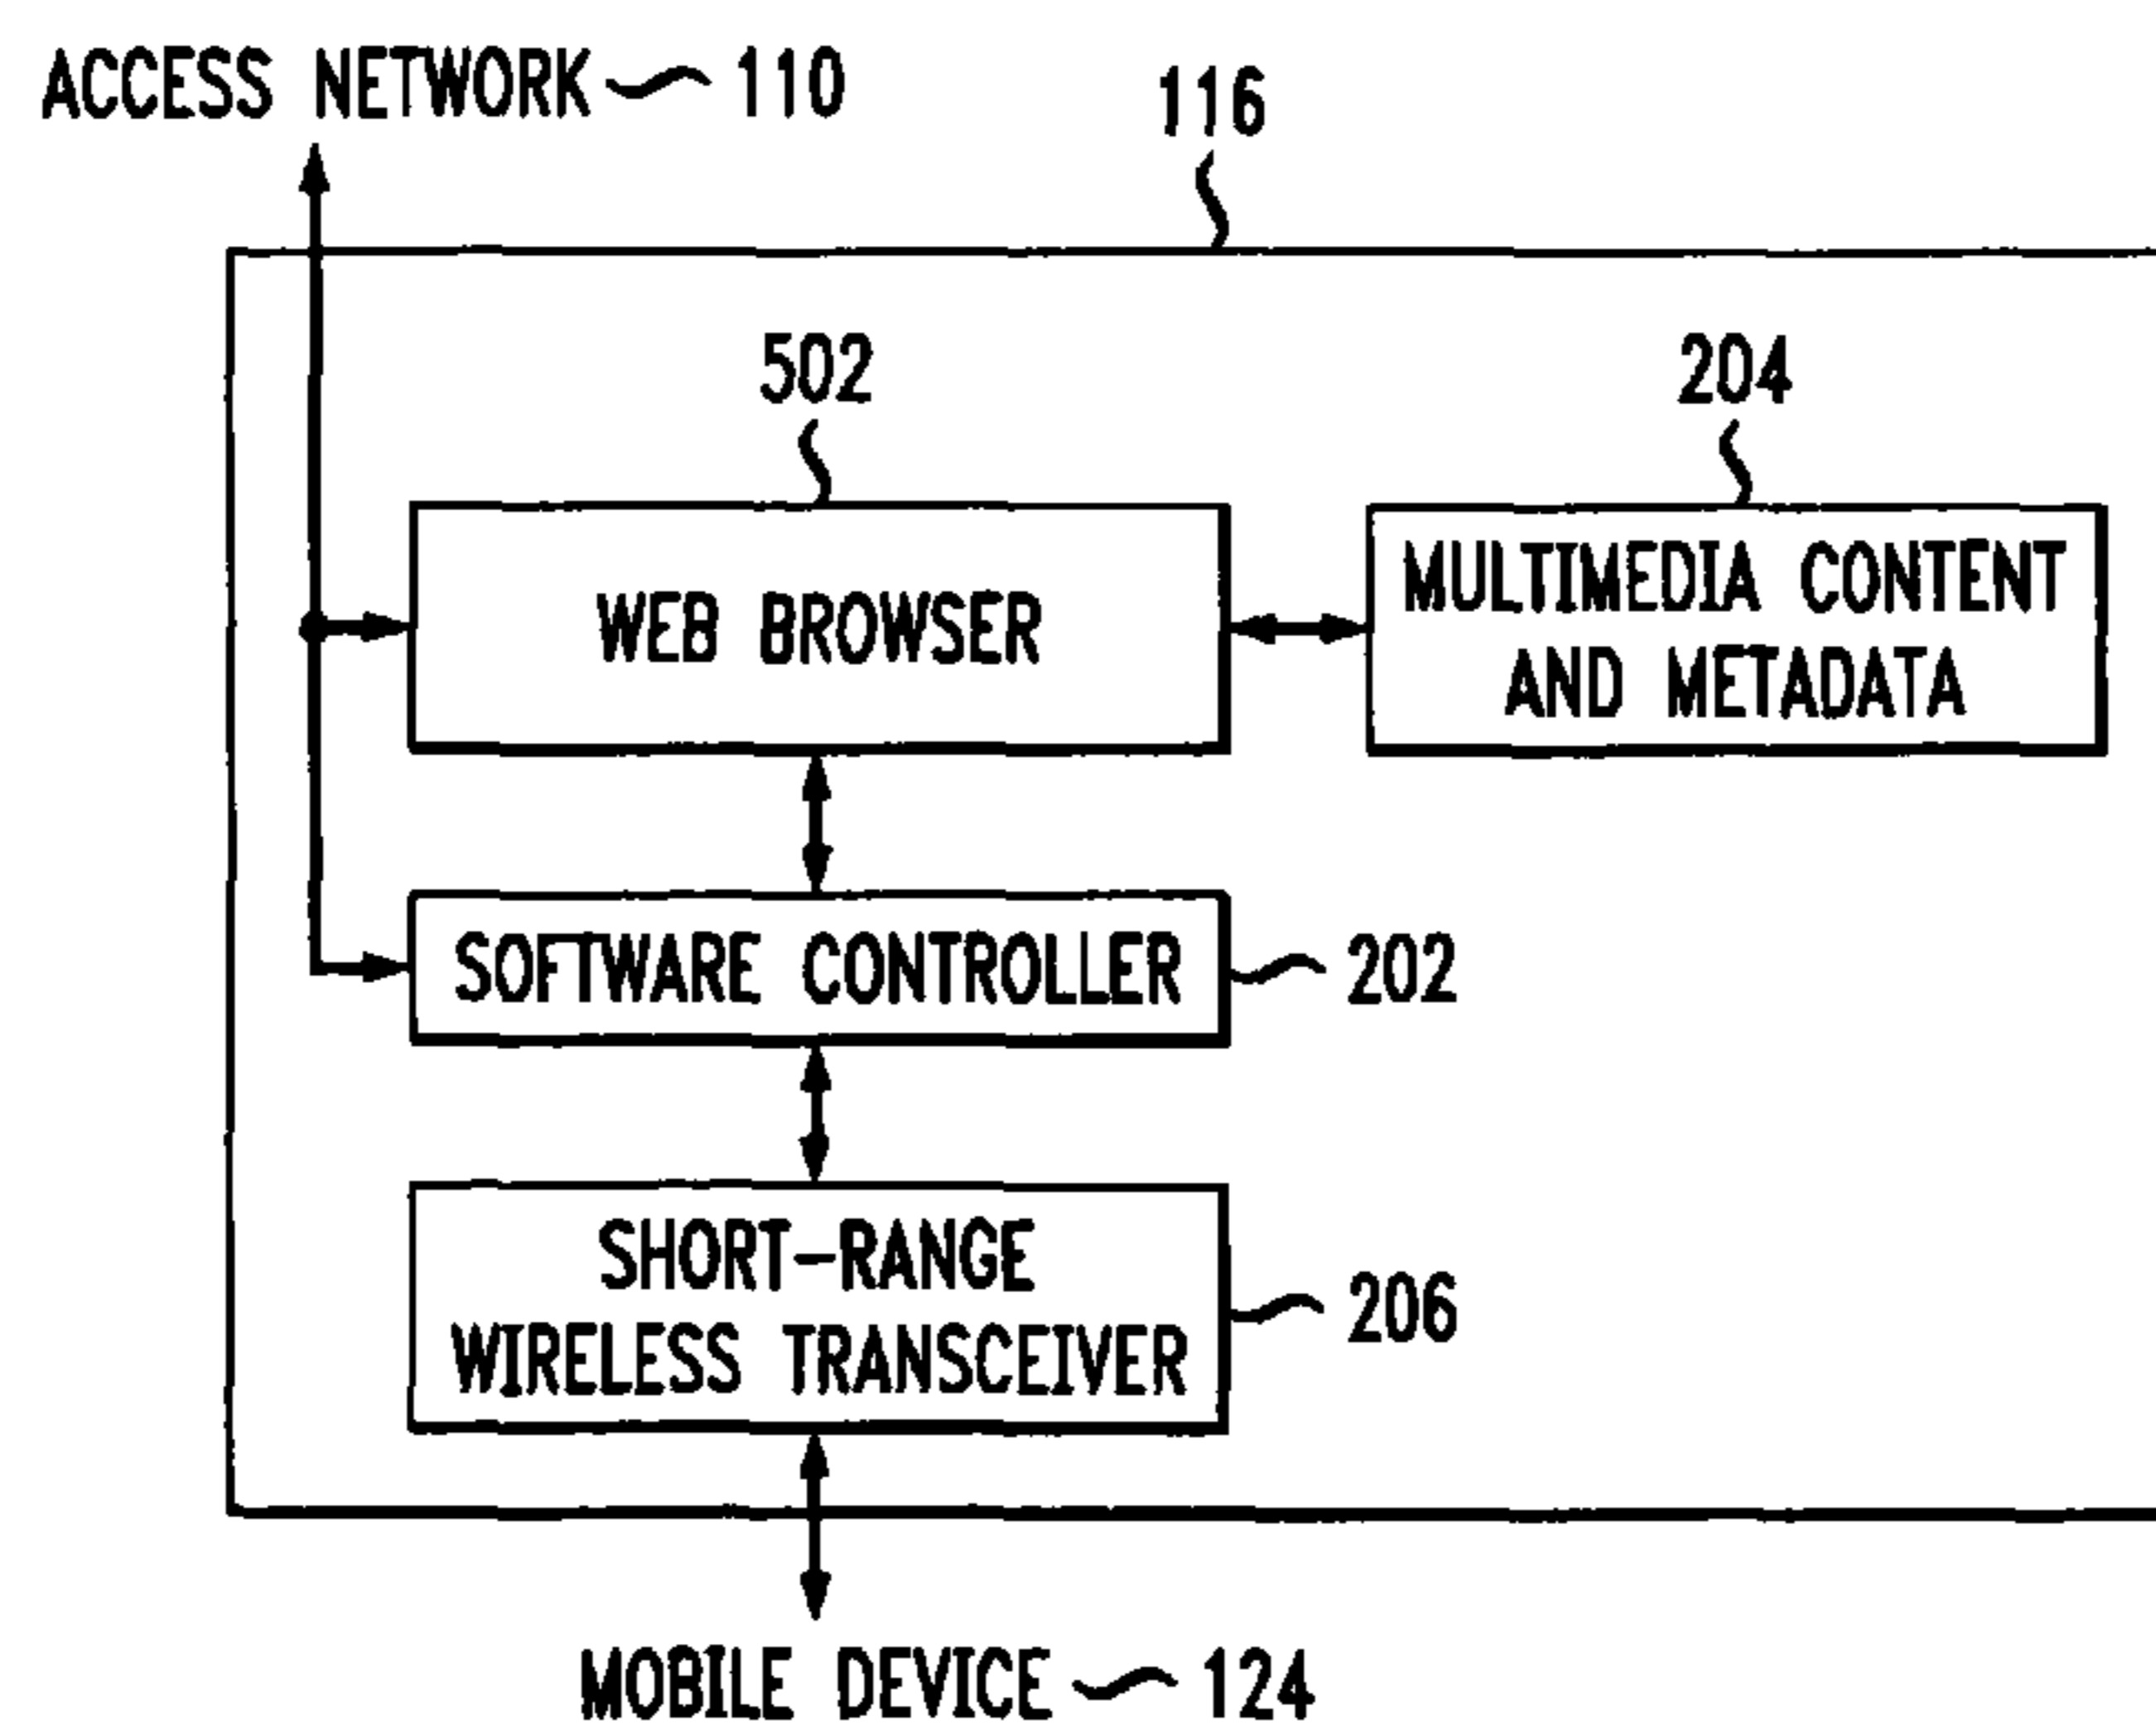 ACCESS NETWORK 110
116
502
204
WEB BROWSER
MULTIMEDIA CONTENT
AND METADATA
SOFTWARE CONTROLLER
202
SHORT-RANGE
WIRELESS TRANSCEIVER
206
MOBILE DEVICE 124